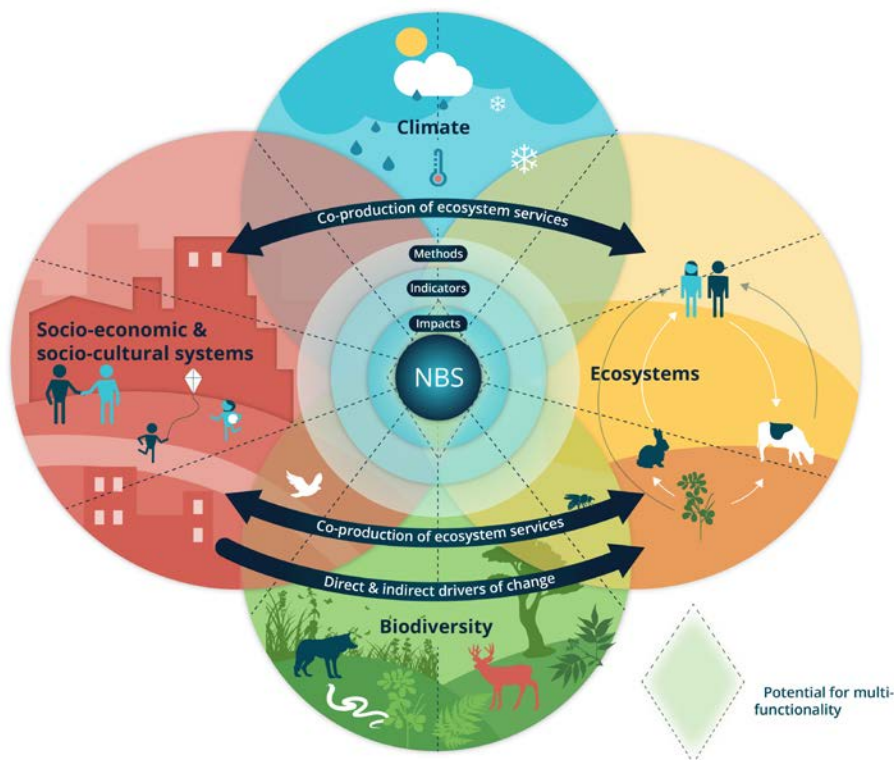 Climate
Co-production of ecosystem services
Methods
Indicators
Impacts
NBS
Socio-economic &
socio-cultural systems
Ecosystems
Co-production of ecosystem services
Direct & indirect drivers of change
Biodiversity
Potential for multi-
functionality